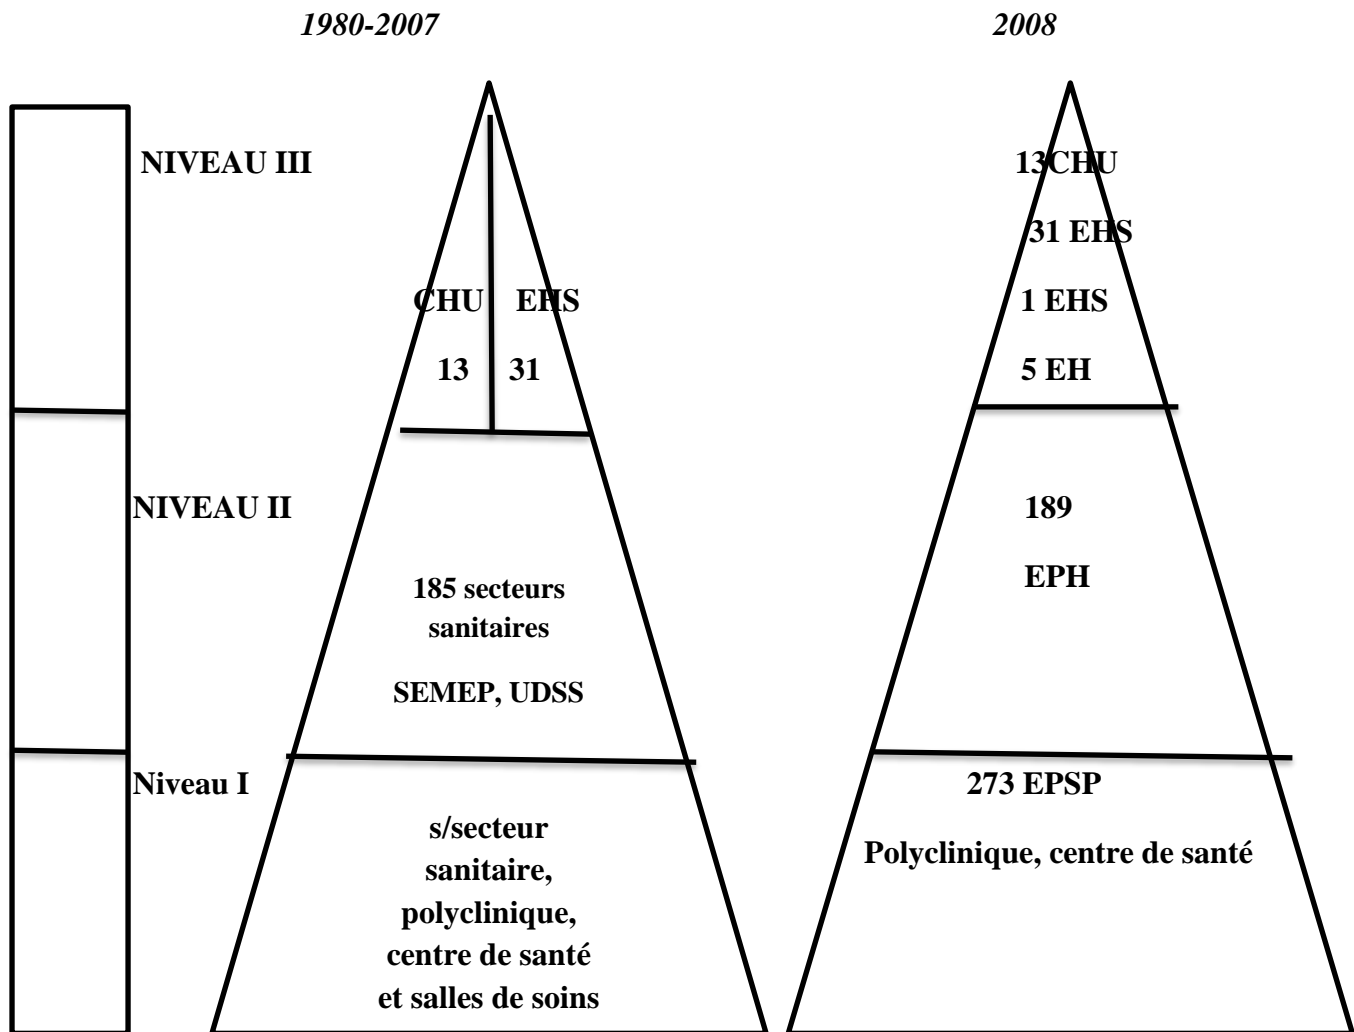 1980-2007
2008
NIVEAU III
CHU
EHS
13
31
13CHU
31 EHS
1 EHS
5 EH
NIVEAU II
185 secteurs
sanitaires
SEMEP, UDSS
189
EPH
Niveau I
s/secteur
sanitaire,
polyclinique,
centre de santé
et salles de soins
273 EPSP
Polyclinique, centre de santé